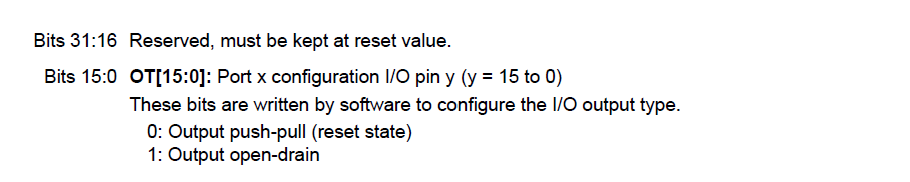 Bits 31:16 Reserved, must be kept at reset value.
Bits 15:0 OT[15:0]: Port x configuration I/O pin y (y = 15 to 0)
These bits are written by software to configure the I/O output type.
0: Output push-pull (reset state)
1: Output open-drain